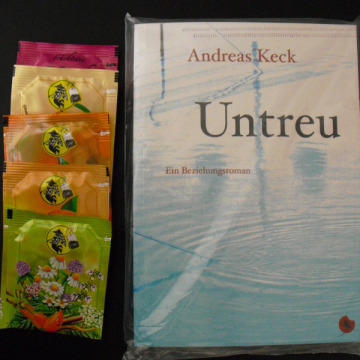 Andreas Keck
Untreu
Ein Beziehungsroman